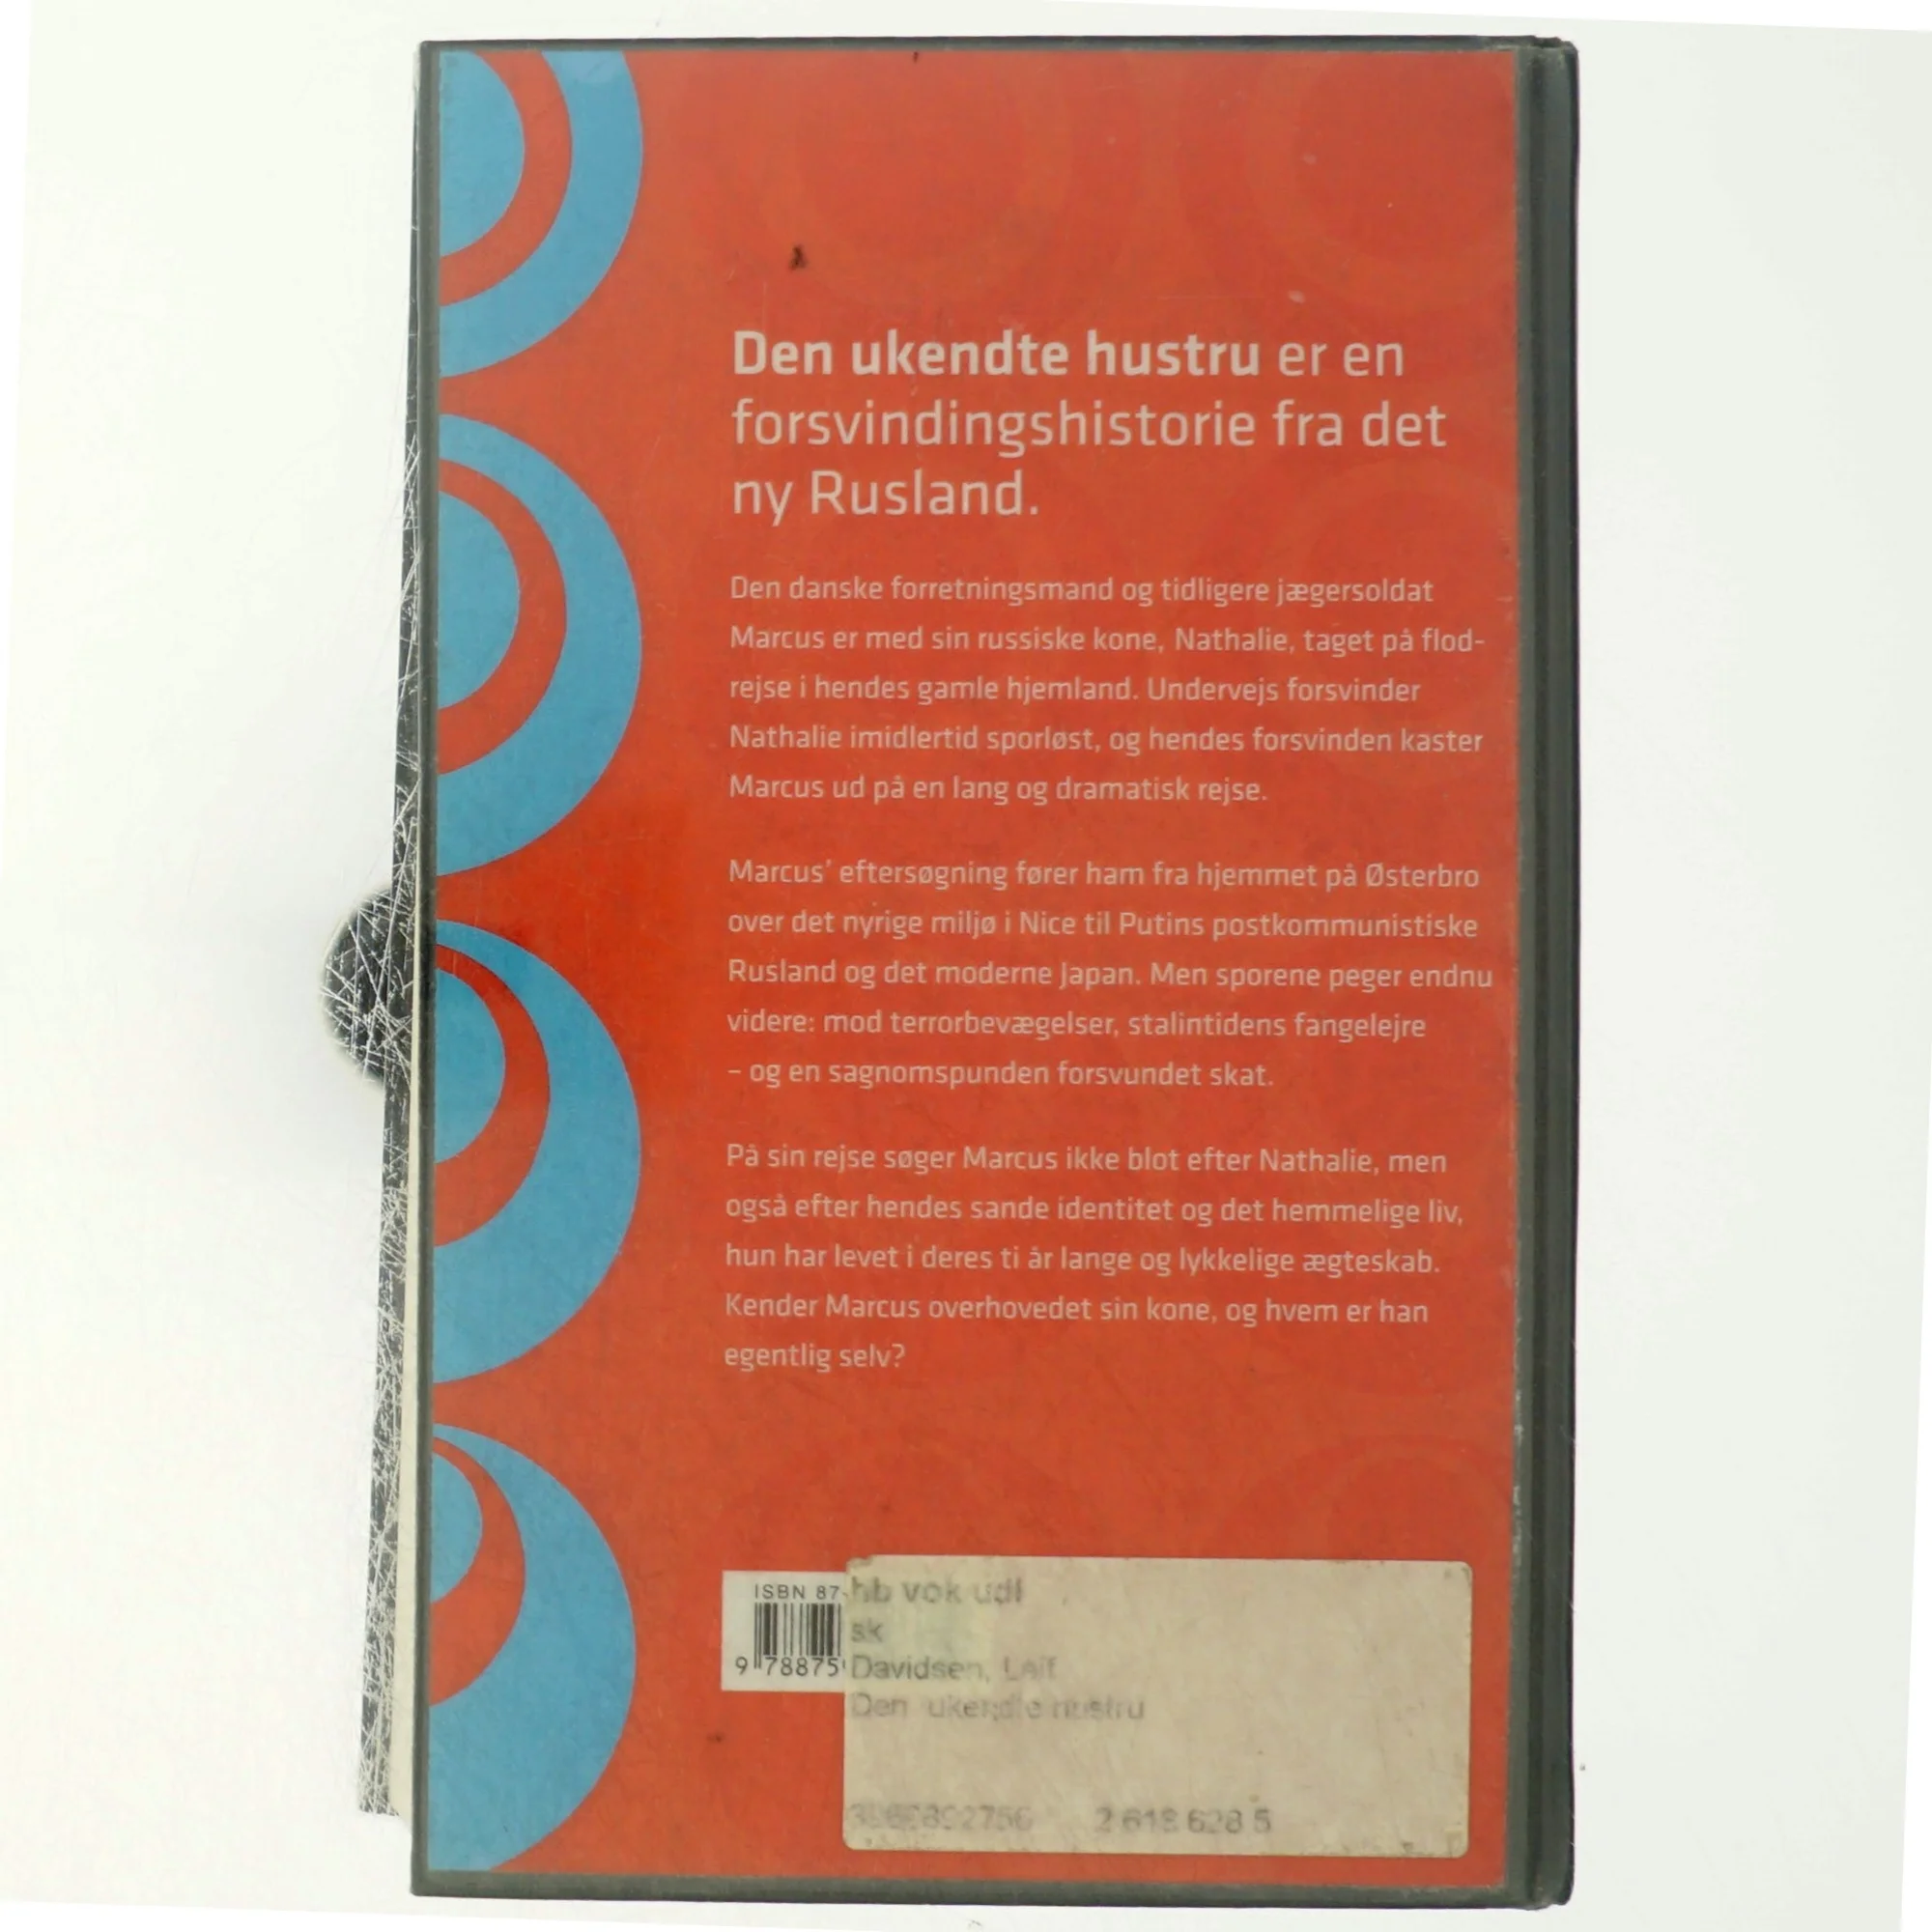 Den ukendte hustru er en
forsvindingshistorie fra det
ny Rusland.
Den danske forretningsmand og tidligere jægersoldat
Marcus er med sin russiske kone, Nathalie, taget på flod-
rejse i hendes gamle hjemland. Undervejs forsvinder
Nathalie imidlertid sporløst, og hendes forsvinden kaster
Marcus ud på en lang og dramatisk rejse.
Marcus' eftersøgning fører ham fra hjemmet på Østerbro
over det nyrige miljø i Nice til Putins postkommunistiske
Rusland og det moderne Japan. Men sporene peger endnu
videre: mod terrorbevægelser, stalintidens fangelejre
– og en sagnomspunden forsvundet skat.
På sin rejse søger Marcus ikke blot efter Nathalie, men
også efter hendes sande identitet og det hemmelige liv,
hun har levet i deres ti år lange og lykkelige ægteskab.
Kender Marcus overhovedet sin kone, og hvem er han
egentlig selv?
ISBN 87-
9 788759
hb vok udl
sk
Davidsen, Leif
Den ukendte hustru
2 618 628 5